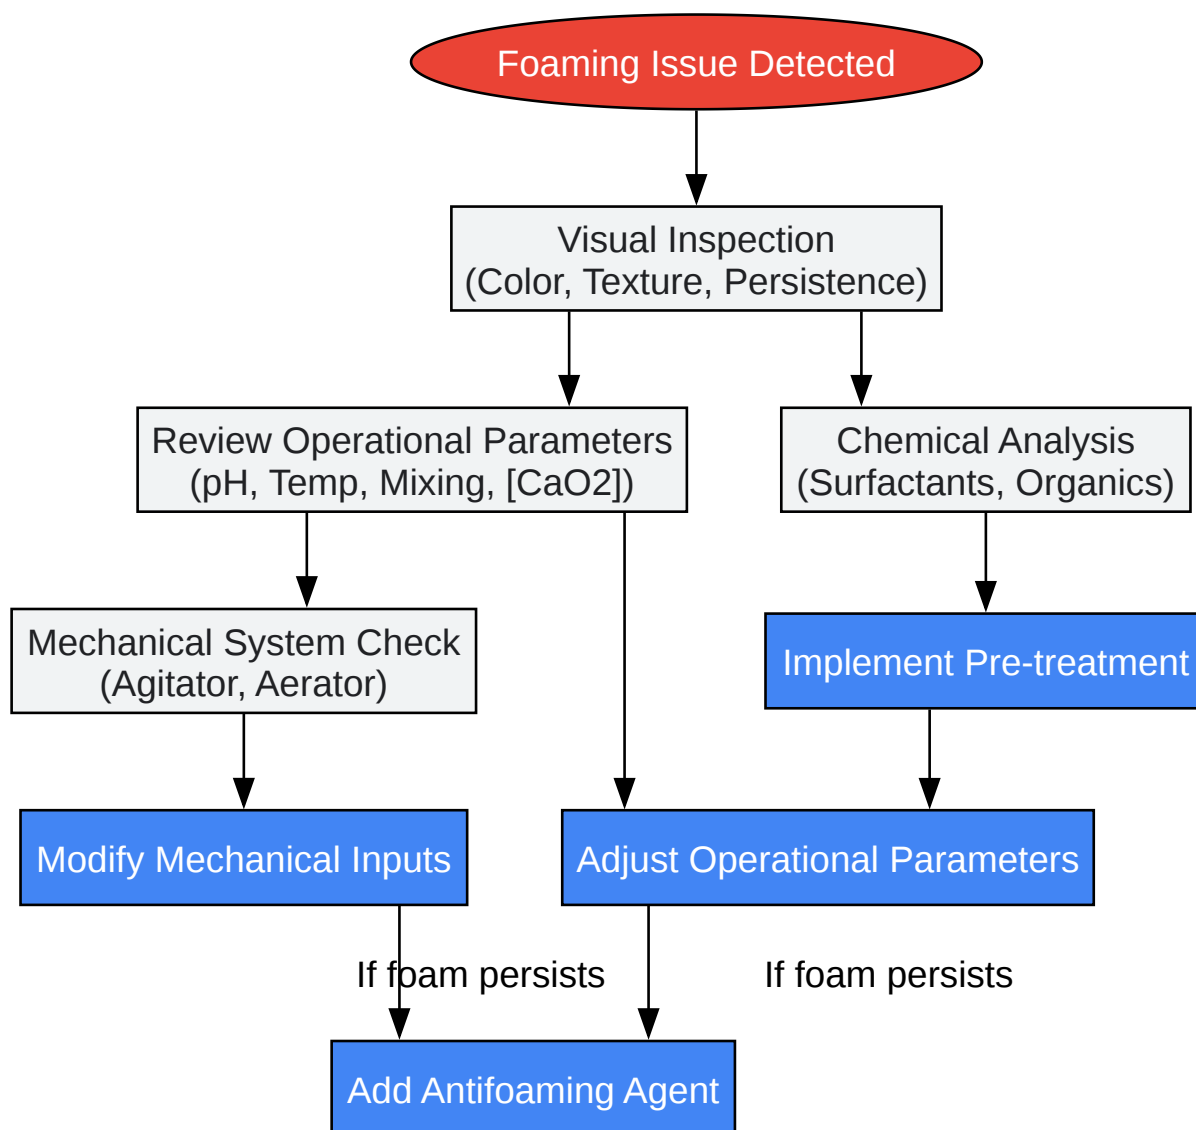 Foaming Issue Detected
Visual Inspection
(Color, Texture, Persistence)
Review Operational Parameters
(pH, Temp, Mixing, [CaO2])
Chemical Analysis
(Surfactants, Organics)
Mechanical System Check
(Agitator, Aerator)
Implement Pre-treatment
Modify Mechanical Inputs
Adjust Operational Parameters
If foam persists
If foam persists
Add Antifoaming Agent